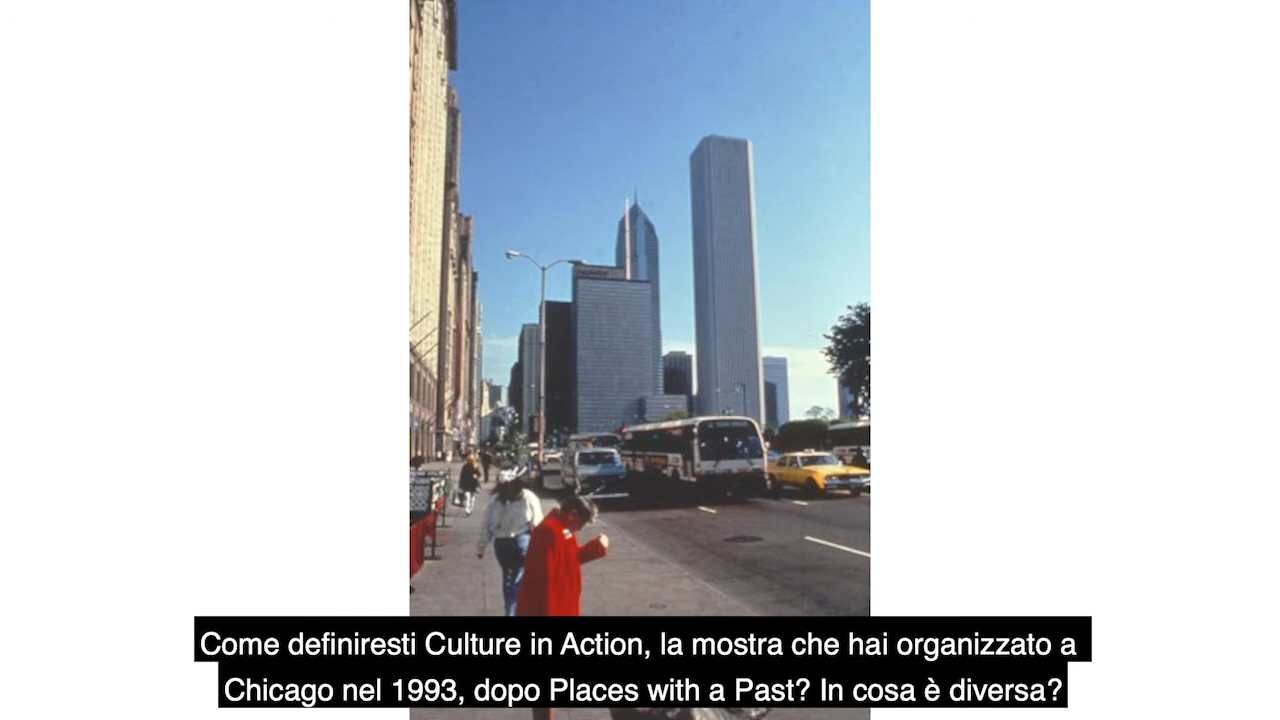 Come definiresti Culture in Action, la mostra che hai organizzato a
Chicago nel 1993, dopo Places with a Past? In cosa è diversa?